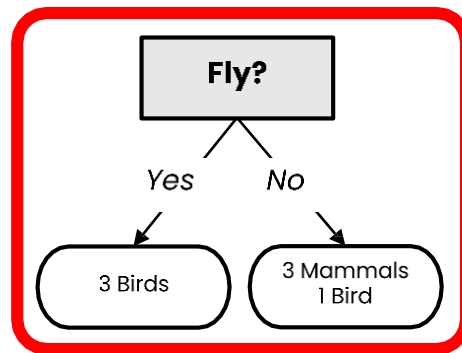 Fly?
Yes
No
3 Birds
3 Mammals
1 Bird